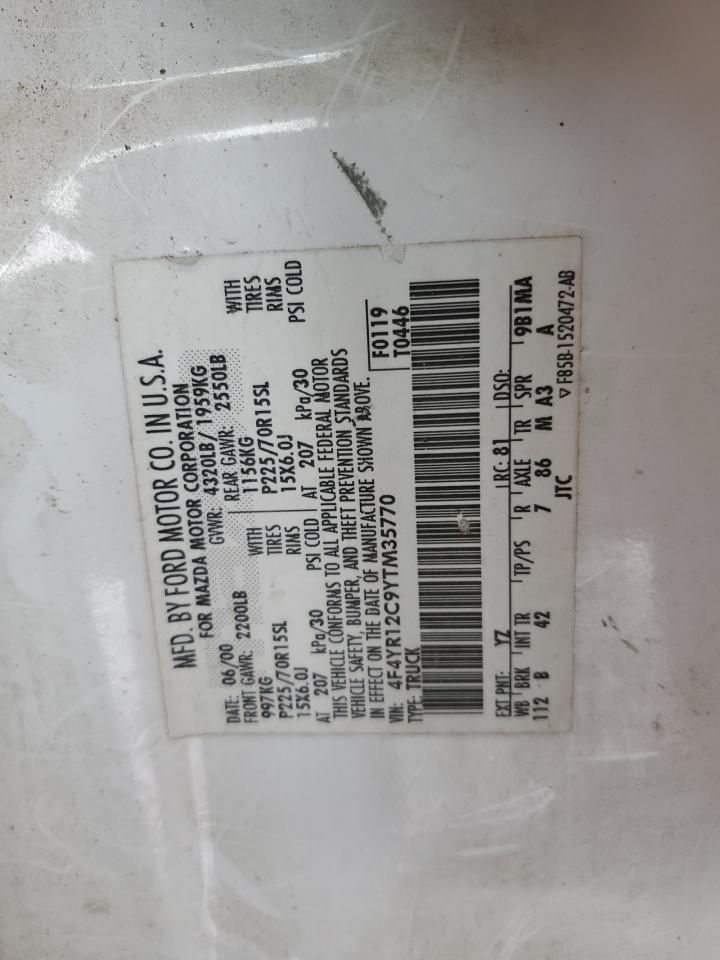 MFD. BY FORD MOTOR CO. IN U.S.A.
FOR MAZDA MOTOR CORPORATION
DATE: 06/00 GVWR: 4320LB/1959KG
FRONT GAWR: 2200LB REAR GAWR: 2550LB
997KG WITH 1156KG WITH
P225/70R15SL TIRES P225/70R15SL TIRES
15X6.0J RIMS 15X6.0J RIMS
AT 207 kPa/30 PSI COLD AT 207 kPa/30 PSI COLD
THIS VEHICLE CONFORMS TO ALL APPLICABLE FEDERAL MOTOR
VEHICLE SAFETY, BUMPER, AND THEFT PREVENTION STANDARDS
IN EFFECT ON THE DATE OF MANUFACTURE SHOWN ABOVE.
VIN: 4F4YR12C9YTM35770 F0119
TYPE: TRUCK T0446
EXT PNT: YZ RC: 81 DSO:
WB BRK INT TR TP/PS R AXLE TR SPR 9B1MA
112 B 42 7 86 M A3 A
JTC ▽F85B-1520472-AB